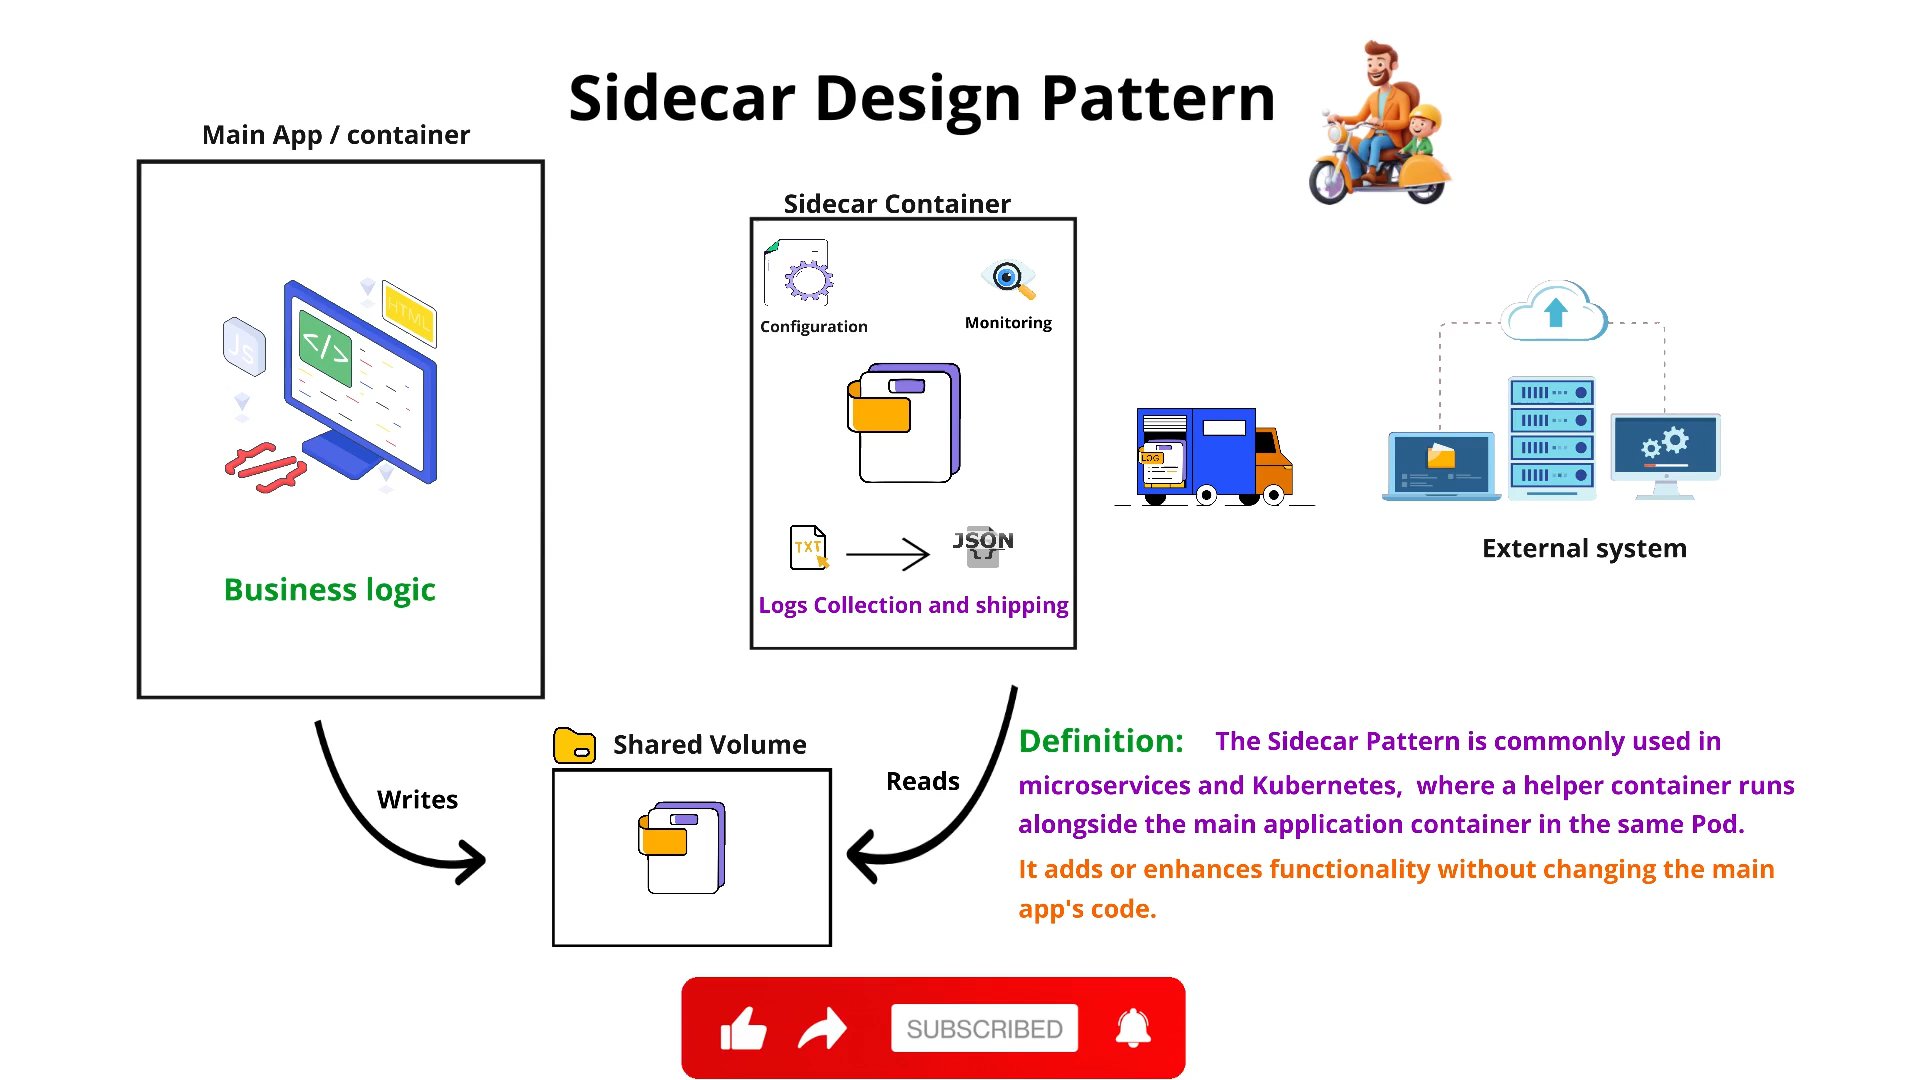 Sidecar Design Pattern
Main App / container
HTML
JS
</>
Business logic
Sidecar Container
Configuration
Monitoring
TXT
JSON
{}
Logs Collection and shipping
LOG
External system
Writes
Shared Volume
Reads
Definition: The Sidecar Pattern is commonly used in
microservices and Kubernetes, where a helper container runs
alongside the main application container in the same Pod.
It adds or enhances functionality without changing the main
app's code.
SUBSCRIBED